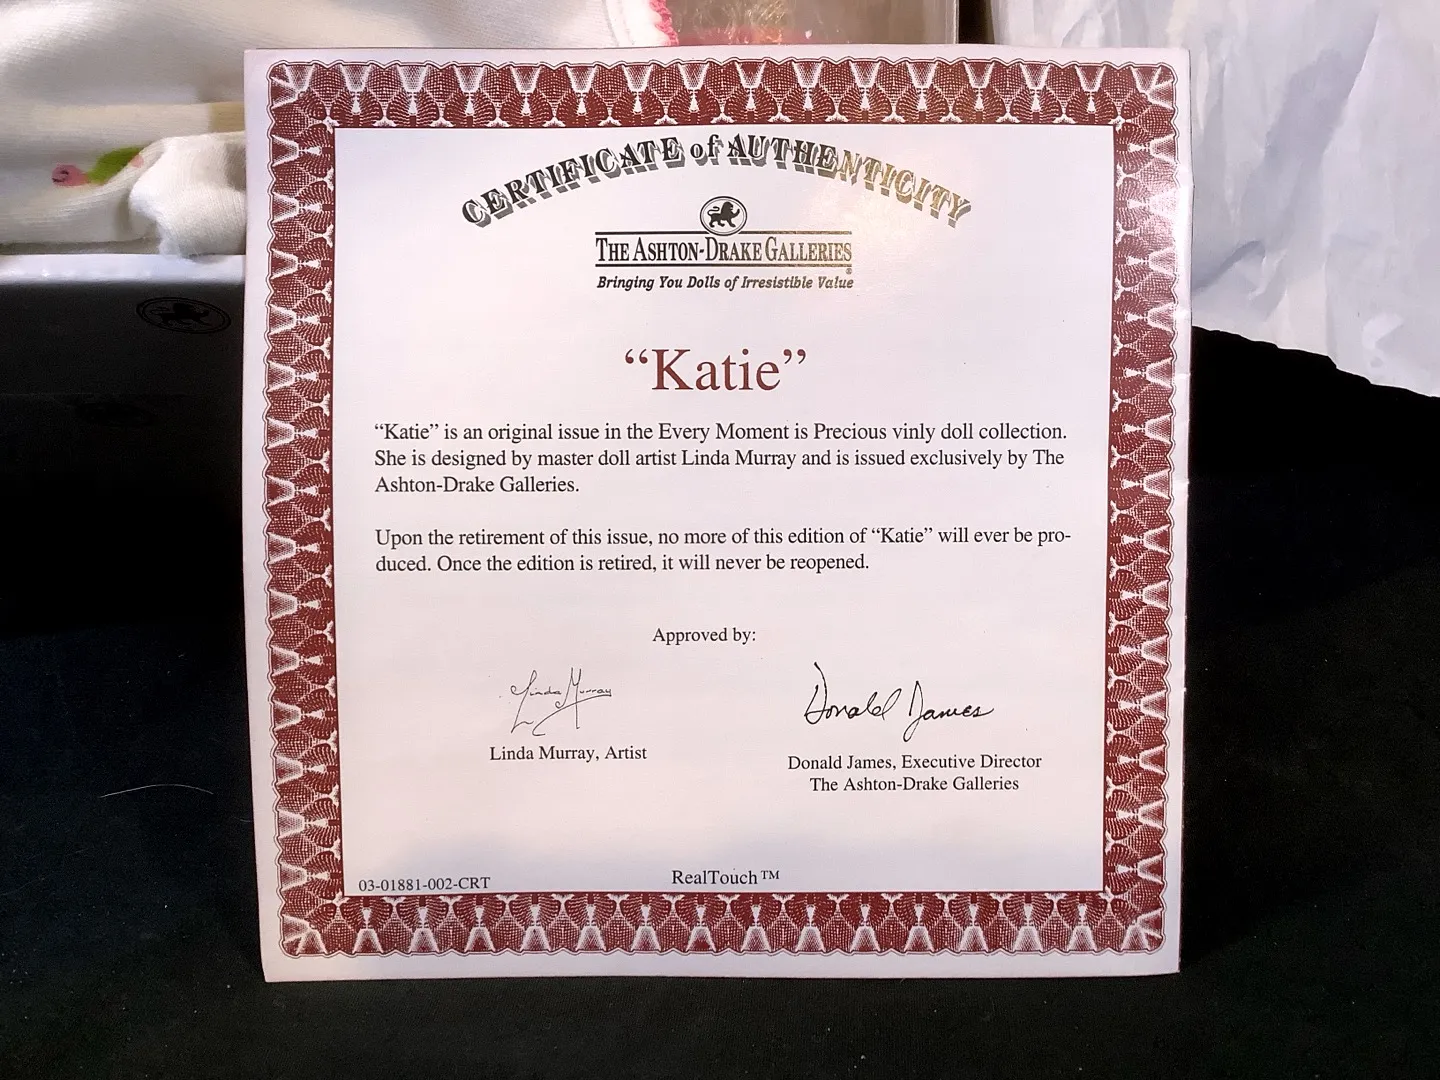 CERTIFICATE of AUTHENTICITY
THE ASHTON-DRAKE GALLERIES
®
Bringing You Dolls of Irresistible Value
“Katie”
“Katie” is an original issue in the Every Moment is Precious vinly doll collection.
She is designed by master doll artist Linda Murray and is issued exclusively by The
Ashton-Drake Galleries.
Upon the retirement of this issue, no more of this edition of “Katie” will ever be pro-
duced. Once the edition is retired, it will never be reopened.
Approved by:
Linda Murray
Donald James
Linda Murray, Artist
Donald James, Executive Director
The Ashton-Drake Galleries
03-01881-002-CRT
RealTouch™